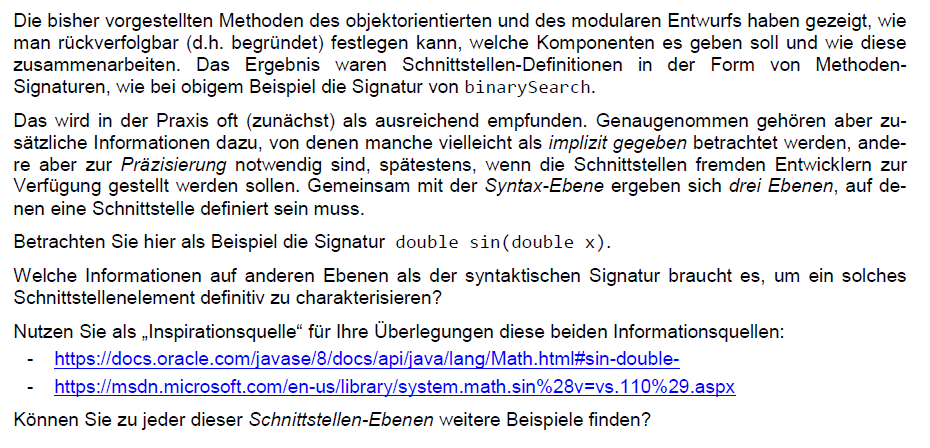 Die bisher vorgestellten Methoden des objektorientierten und des modularen Entwurfs haben gezeigt, wie
man rückverfolgbar (d.h. begründet) festlegen kann, welche Komponenten es geben soll und wie diese
zusammenarbeiten. Das Ergebnis waren Schnittstellen-Definitionen in der Form von Methoden-
Signaturen, wie bei obigem Beispiel die Signatur von binarySearch.
Das wird in der Praxis oft (zunächst) als ausreichend empfunden. Genaugenommen gehören aber zu-
sätzliche Informationen dazu, von denen manche vielleicht als implizit gegeben betrachtet werden, ande-
re aber zur Präzisierung notwendig sind, spätestens, wenn die Schnittstellen fremden Entwicklern zur
Verfügung gestellt werden sollen. Gemeinsam mit der Syntax-Ebene ergeben sich drei Ebenen, auf de-
nen eine Schnittstelle definiert sein muss.
Betrachten Sie hier als Beispiel die Signatur double sin(double x).
Welche Informationen auf anderen Ebenen als der syntaktischen Signatur braucht es, um ein solches
Schnittstellenelement definitiv zu charakterisieren?
Nutzen Sie als „Inspirationsquelle“ für Ihre Überlegungen diese beiden Informationsquellen:
- https://docs.oracle.com/javase/8/docs/api/java/lang/Math.html#sin-double-
- https://msdn.microsoft.com/en-us/library/system.math.sin%28v=vs.110%29.aspx
Können Sie zu jeder dieser Schnittstellen-Ebenen weitere Beispiele finden?